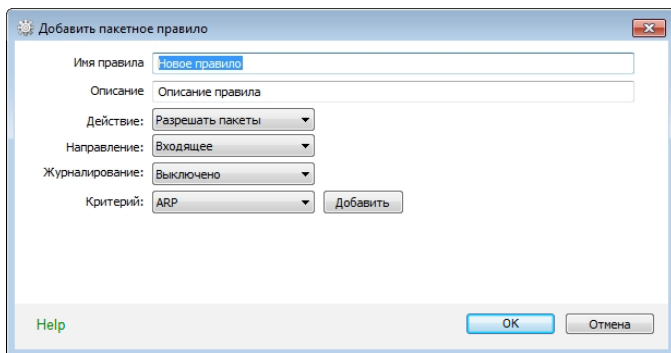 Добавить пакетное правило
Имя правила Новое правило
Описание Описание правила
Действие: Разрешать пакеты
Направление: Входящее
Журналирование: Выключено
Критерий: ARP Добавить
Help OK Отмена